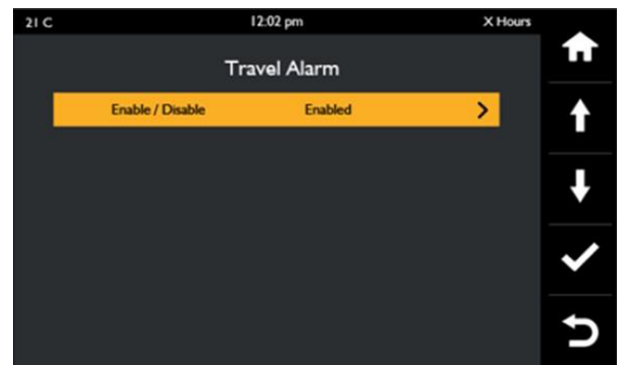 21 C 12:02 pm X Hours
Travel Alarm
Enable / Disable Enabled